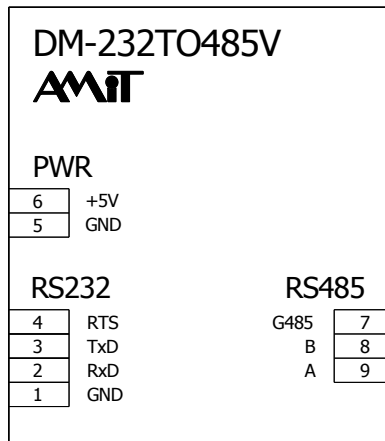 DM-232TO485V
AMiT
PWR
6 +5V
5 GND
RS232 RS485
4 RTS G485 7
3 TxD B 8
2 RxD A 9
1 GND